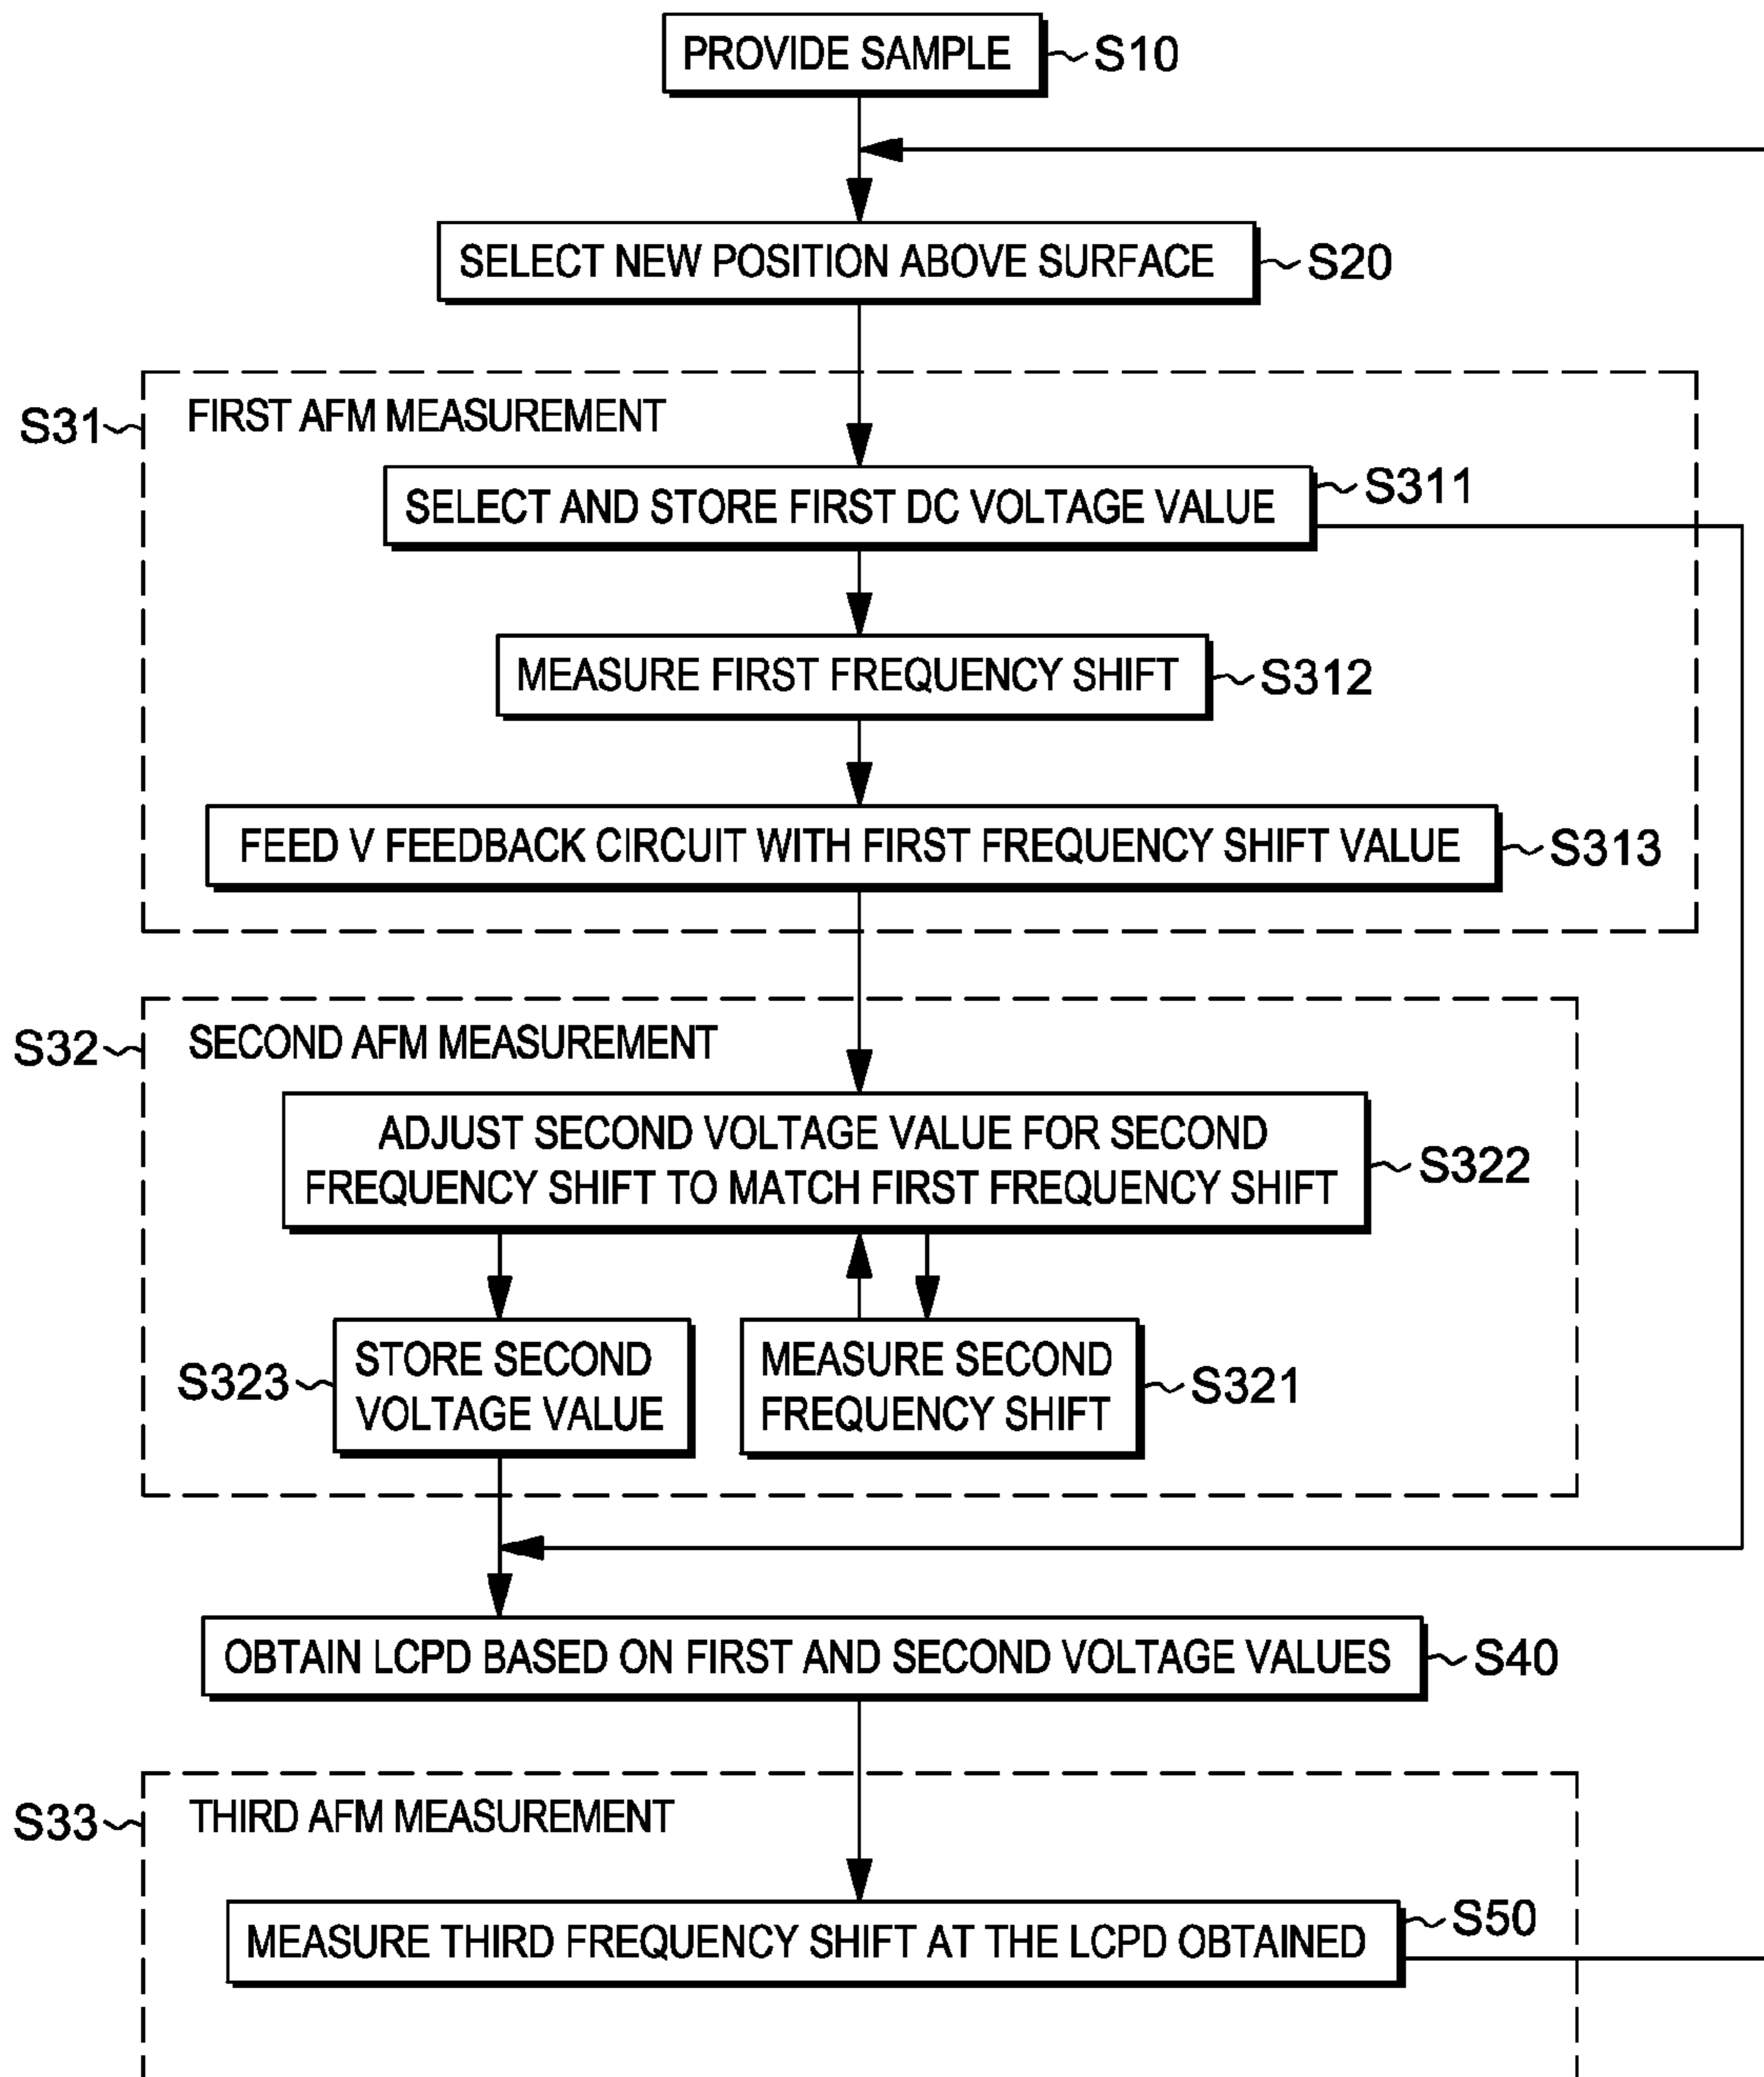 PROVIDE SAMPLE
S10
SELECT NEW POSITION ABOVE SURFACE
S20
S31
FIRST AFM MEASUREMENT
SELECT AND STORE FIRST DC VOLTAGE VALUE
S311
MEASURE FIRST FREQUENCY SHIFT
S312
FEED V FEEDBACK CIRCUIT WITH FIRST FREQUENCY SHIFT VALUE
S313
S32
SECOND AFM MEASUREMENT
ADJUST SECOND VOLTAGE VALUE FOR SECOND
FREQUENCY SHIFT TO MATCH FIRST FREQUENCY SHIFT
S322
S323
STORE SECOND
VOLTAGE VALUE
MEASURE SECOND
FREQUENCY SHIFT
S321
OBTAIN LCPD BASED ON FIRST AND SECOND VOLTAGE VALUES
S40
S33
THIRD AFM MEASUREMENT
MEASURE THIRD FREQUENCY SHIFT AT THE LCPD OBTAINED
S50